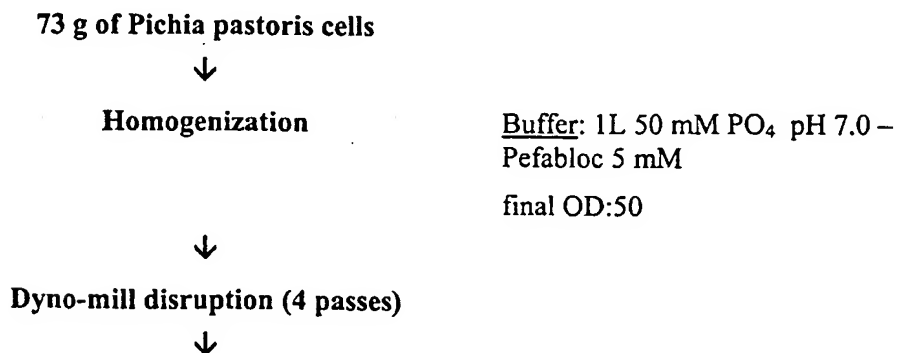 73 g of Pichia pastoris cells
↓
Homogenization
Buffer: 1L 50 mM PO₄ pH 7.0 –
Pefabloc 5 mM
final OD:50
↓
Dyno-mill disruption (4 passes)
↓